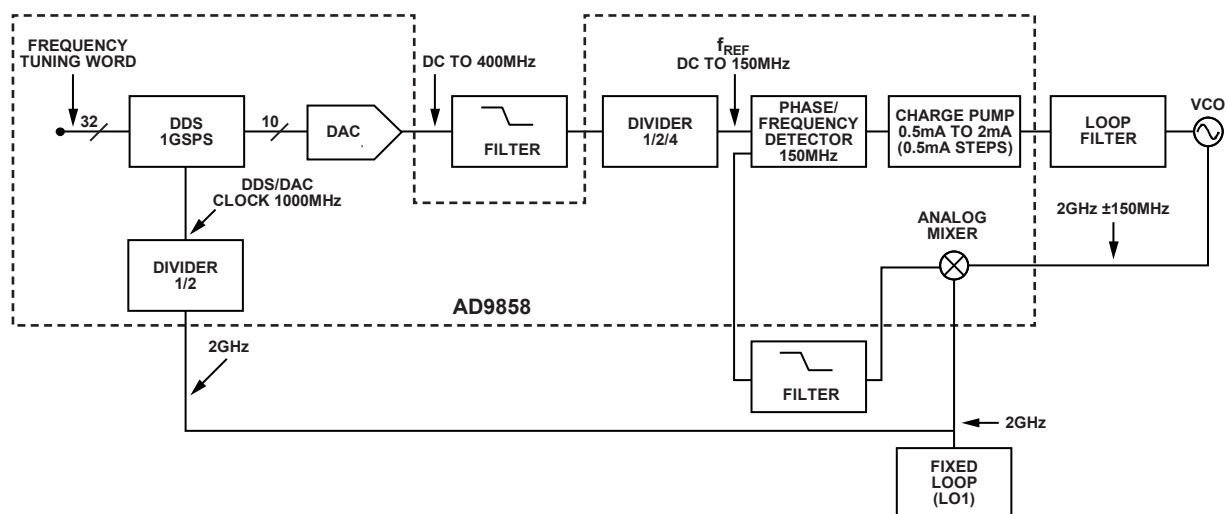 FREQUENCY
TUNING WORD
32
DDS
1GSPS
10
DAC
DC TO 400MHz
FILTER
DIVIDER
1/2/4
fREF
DC TO 150MHz
PHASE/
FREQUENCY
DETECTOR
150MHz
CHARGE PUMP
0.5mA TO 2mA
(0.5mA STEPS)
LOOP
FILTER
VCO
DDS/DAC
CLOCK 1000MHz
DIVIDER
1/2
ANALOG
MIXER
2GHz ±150MHz
AD9858
2GHz
FILTER
2GHz
FIXED
LOOP
(LO1)